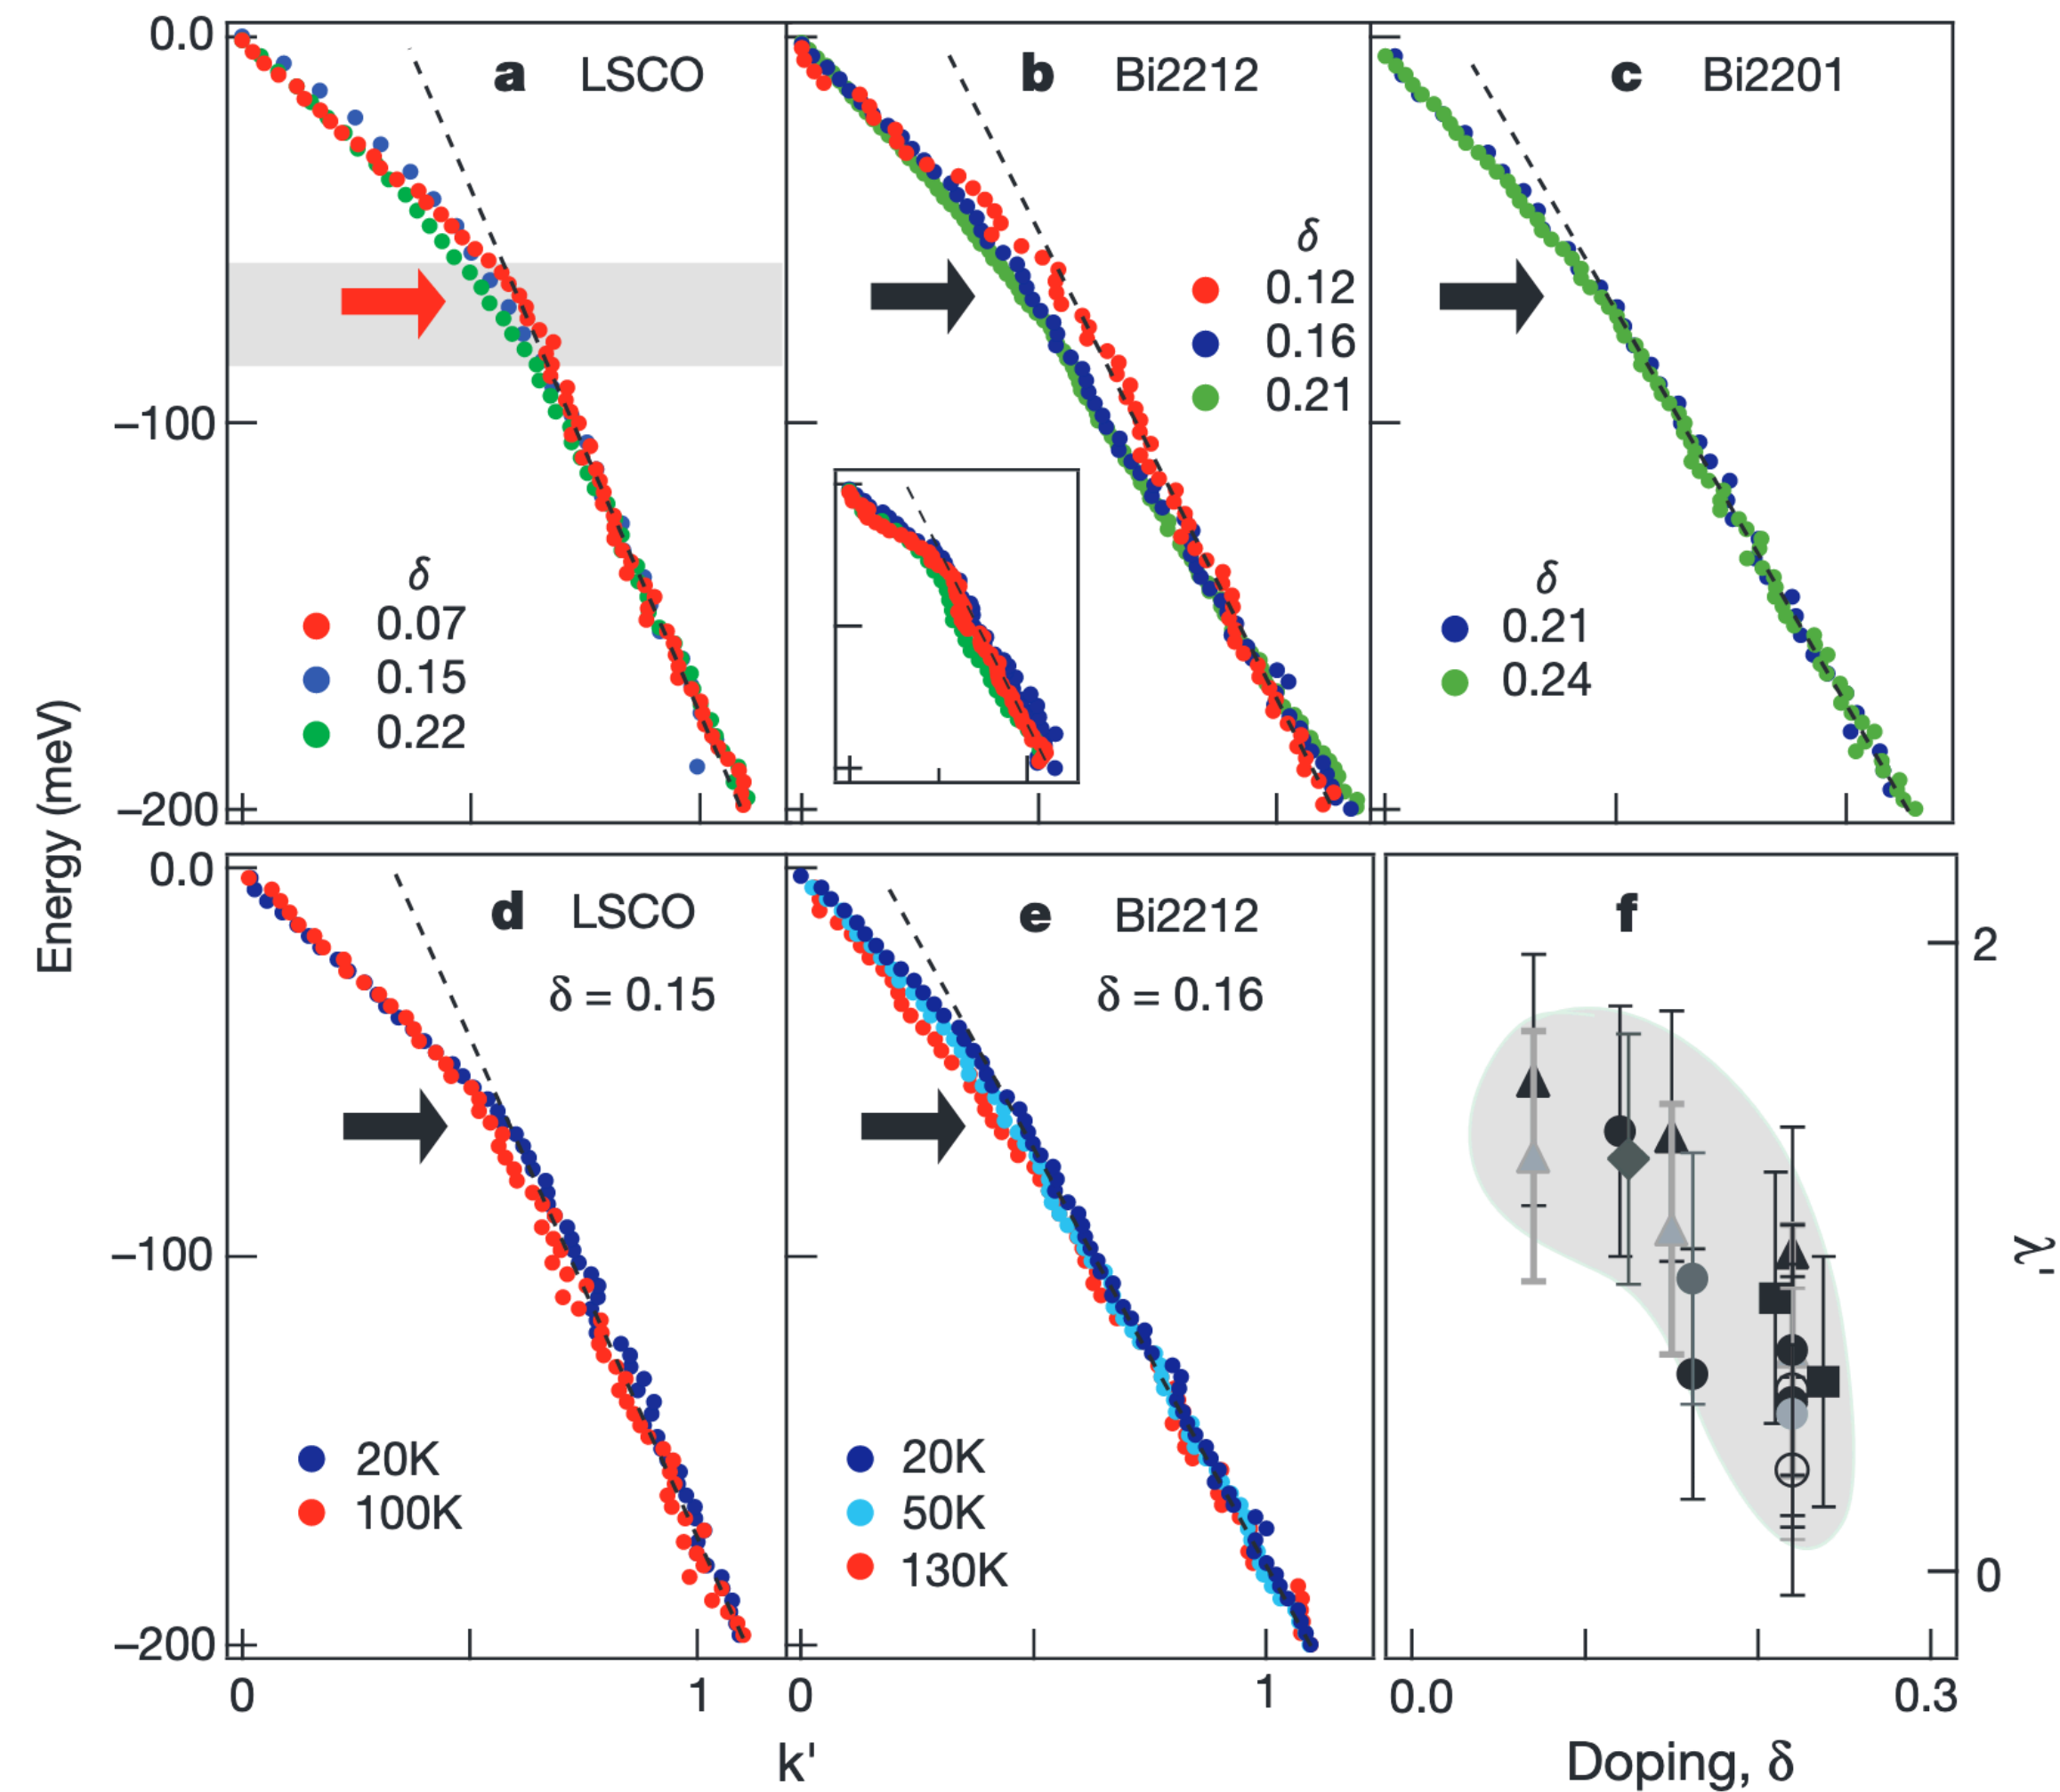 0.0
a LSCO
b Bi2212
c Bi2201
δ
0.12
0.16
0.21
−100
δ
0.07
0.15
0.22
δ
0.21
0.24
−200
Energy (meV)
0.0
d LSCO
δ = 0.15
e Bi2212
δ = 0.16
f
2
λ'
−100
20K
100K
20K
50K
130K
0
−200
0
1
0
1
0.0
0.3
k'
Doping, δ